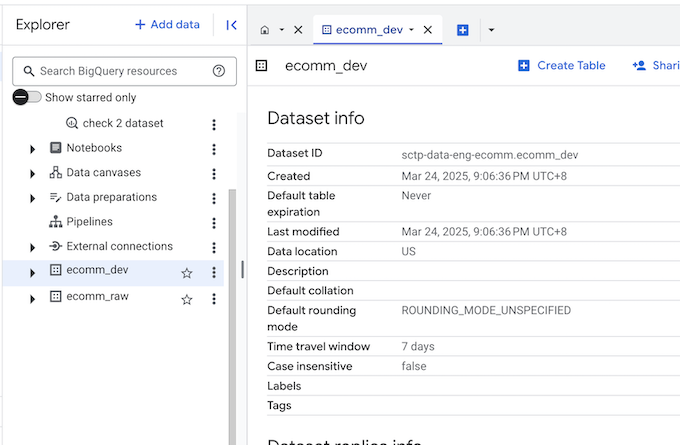 Explorer
+ Add data
Search BigQuery resources
Show starred only
check 2 dataset
Notebooks
Data canvases
Data preparations
Pipelines
External connections
ecomm_dev
ecomm_raw
ecomm_dev
ecomm_dev
Create Table
Shari
Dataset info
Dataset ID sctp-data-eng-ecomm.ecomm_dev
Created Mar 24, 2025, 9:06:36 PM UTC+8
Default table Never
expiration
Last modified Mar 24, 2025, 9:06:36 PM UTC+8
Data location US
Description
Default collation
Default rounding ROUNDING_MODE_UNSPECIFIED
mode
Time travel window 7 days
Case insensitive false
Labels
Tags
Dataset replica info